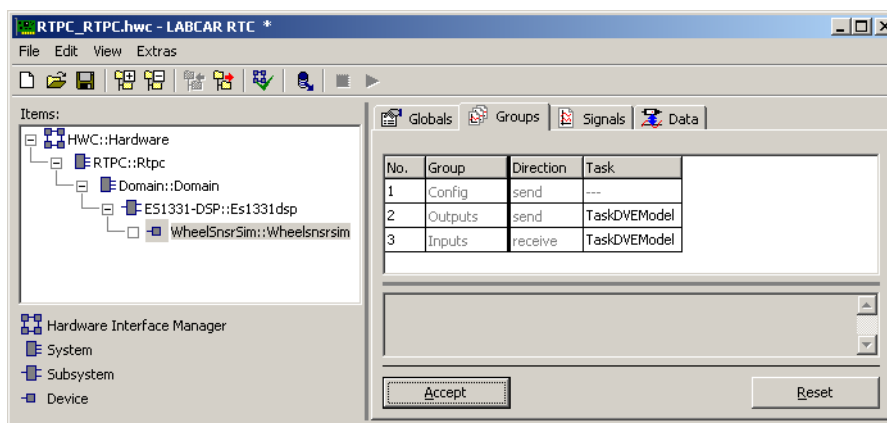 RTPC_RTPC.hwc - LABCAR RTC *
File Edit View Extras
Items:
HWC::Hardware
RTPC::Rtpc
Domain::Domain
ES1331-DSP::Es1331dsp
WheelSnsrSim::Wheelsnsrsim
Hardware Interface Manager
System
Subsystem
Device
Globals Groups Signals Data
No. Group Direction Task
1 Config send ---
2 Outputs send TaskDVEModel
3 Inputs receive TaskDVEModel
Accept Reset